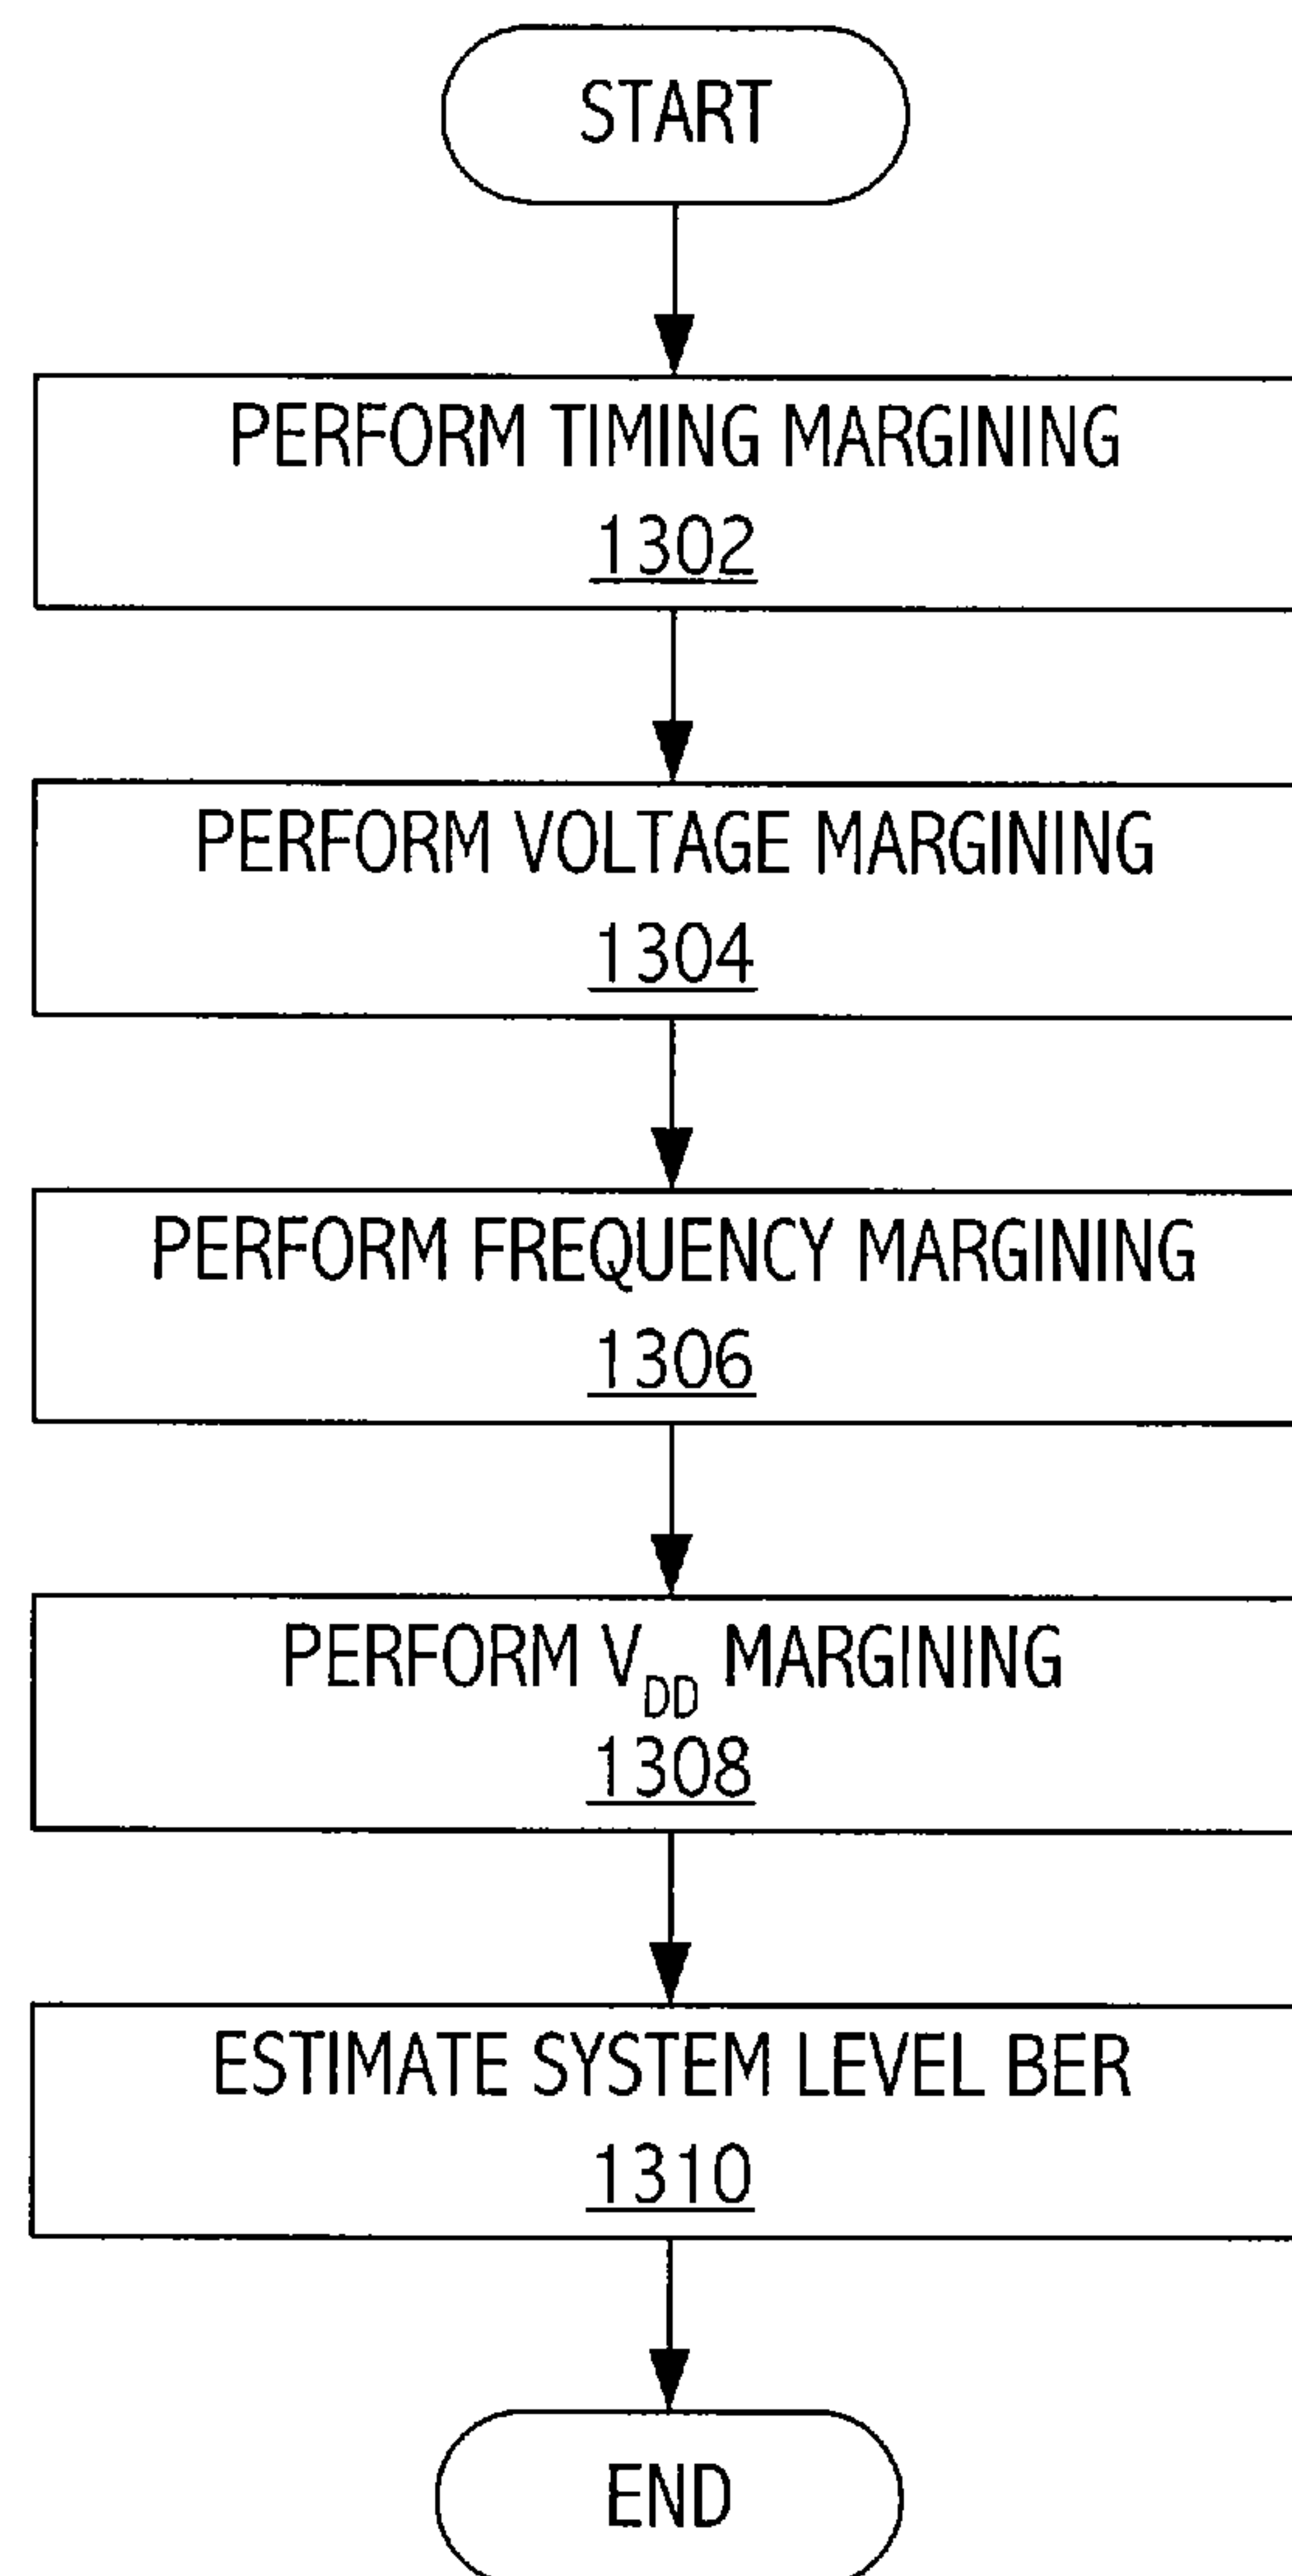 START
PERFORM TIMING MARGINING
1302
PERFORM VOLTAGE MARGINING
1304
PERFORM FREQUENCY MARGINING
1306
PERFORM V_DD MARGINING
1308
ESTIMATE SYSTEM LEVEL BER
1310
END